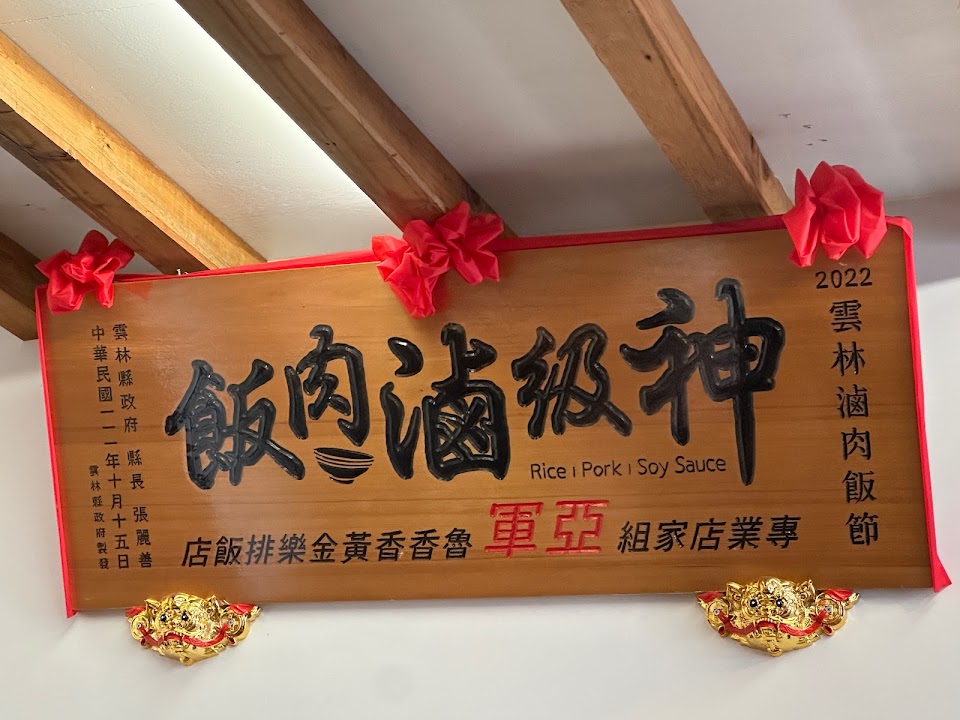 2022
雲林滷肉飯節
神級滷肉飯
Rice | Pork | Soy Sauce
專業店家組 亞軍 魯香香黃金樂排飯店
雲林縣政府 縣長 張麗善
中華民國一一一年十月十五日
雲林縣政府製發